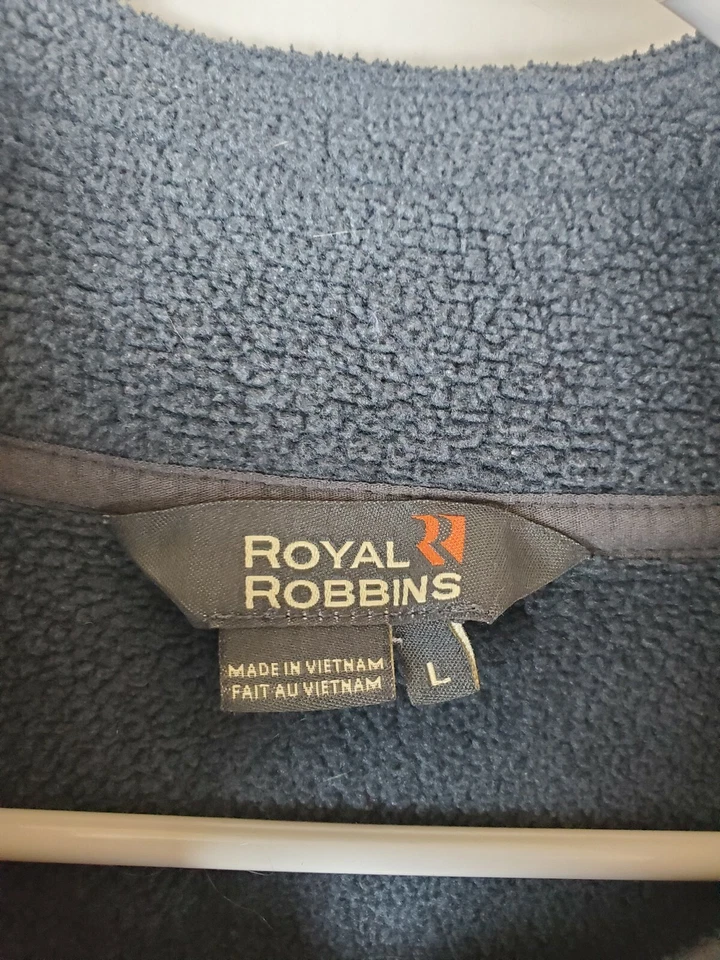 ROYAL
ROBBINS
MADE IN VIETNAM
FAIT AU VIETNAM
L